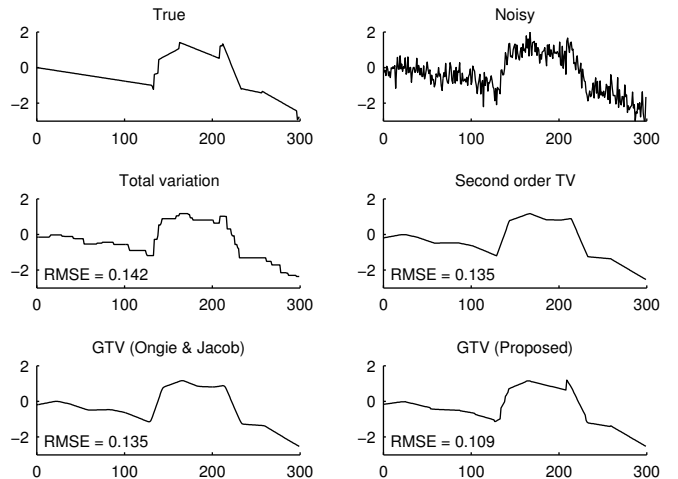 True
2
0
−2
0 100 200 300
Noisy
2
0
−2
0 100 200 300
Total variation
2
0
−2
RMSE = 0.142
0 100 200 300
Second order TV
2
0
−2
RMSE = 0.135
0 100 200 300
GTV (Ongie & Jacob)
2
0
−2
RMSE = 0.135
0 100 200 300
GTV (Proposed)
2
0
−2
RMSE = 0.109
0 100 200 300